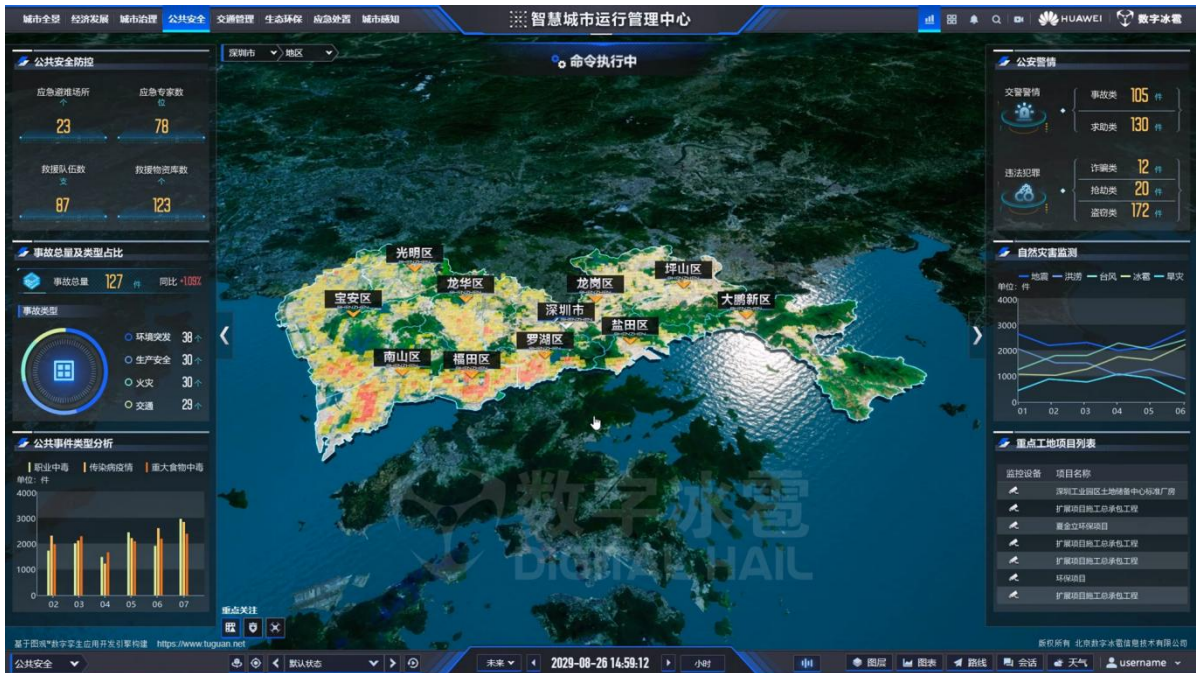 城市全景 经济发展 城市治理 公共安全 交通管理 生态环保 应急处置 城市感知
智慧城市运行管理中心
HUAWEI 数字冰雹
深圳市 地区
命令执行中
公共安全防控
应急避难场所 应急专家数
个 位
23 78
救援队伍数 救援物资库数
支 个
87 123
事故总量及类型占比
事故总量 127 件 同比 +1.09%
事故类型
环境突发 38 个
生产安全 30 个
火灾 30 个
交通 29 个
公共事件类型分析
职业中毒 传染病疫情 重大食物中毒
单位：件
4000
3000
2000
1000
0
02 03 04 05 06 07
光明区
龙华区
龙岗区
坪山区
宝安区
大鹏新区
深圳市
盐田区
罗湖区
南山区
福田区
数字冰雹
DIGITAL HAIL
重点关注
公安警情
交警警情
事故类 105 件
求助类 130 件
违法犯罪
诈骗类 12 件
抢劫类 20 件
盗窃类 172 件
自然灾害监测
地震 洪涝 台风 冰雹 旱灾
单位：件
4000
3000
2000
1000
0
01 02 03 04 05 06
重点工地项目列表
监控设备 项目名称
深圳工业园区土地储备中心标准厂房
扩展项目施工总承包工程
夏金立环保项目
扩展项目施工总承包工程
扩展项目施工总承包工程
环保项目
扩展项目施工总承包工程
基于图观™数字孪生应用开发引擎构建 https://www.tuguan.net
版权所有 北京数字冰雹信息技术有限公司
公共安全 默认状态 未来 2029-08-26 14:59:12 小时 图层 图表 路线 会话 天气 username